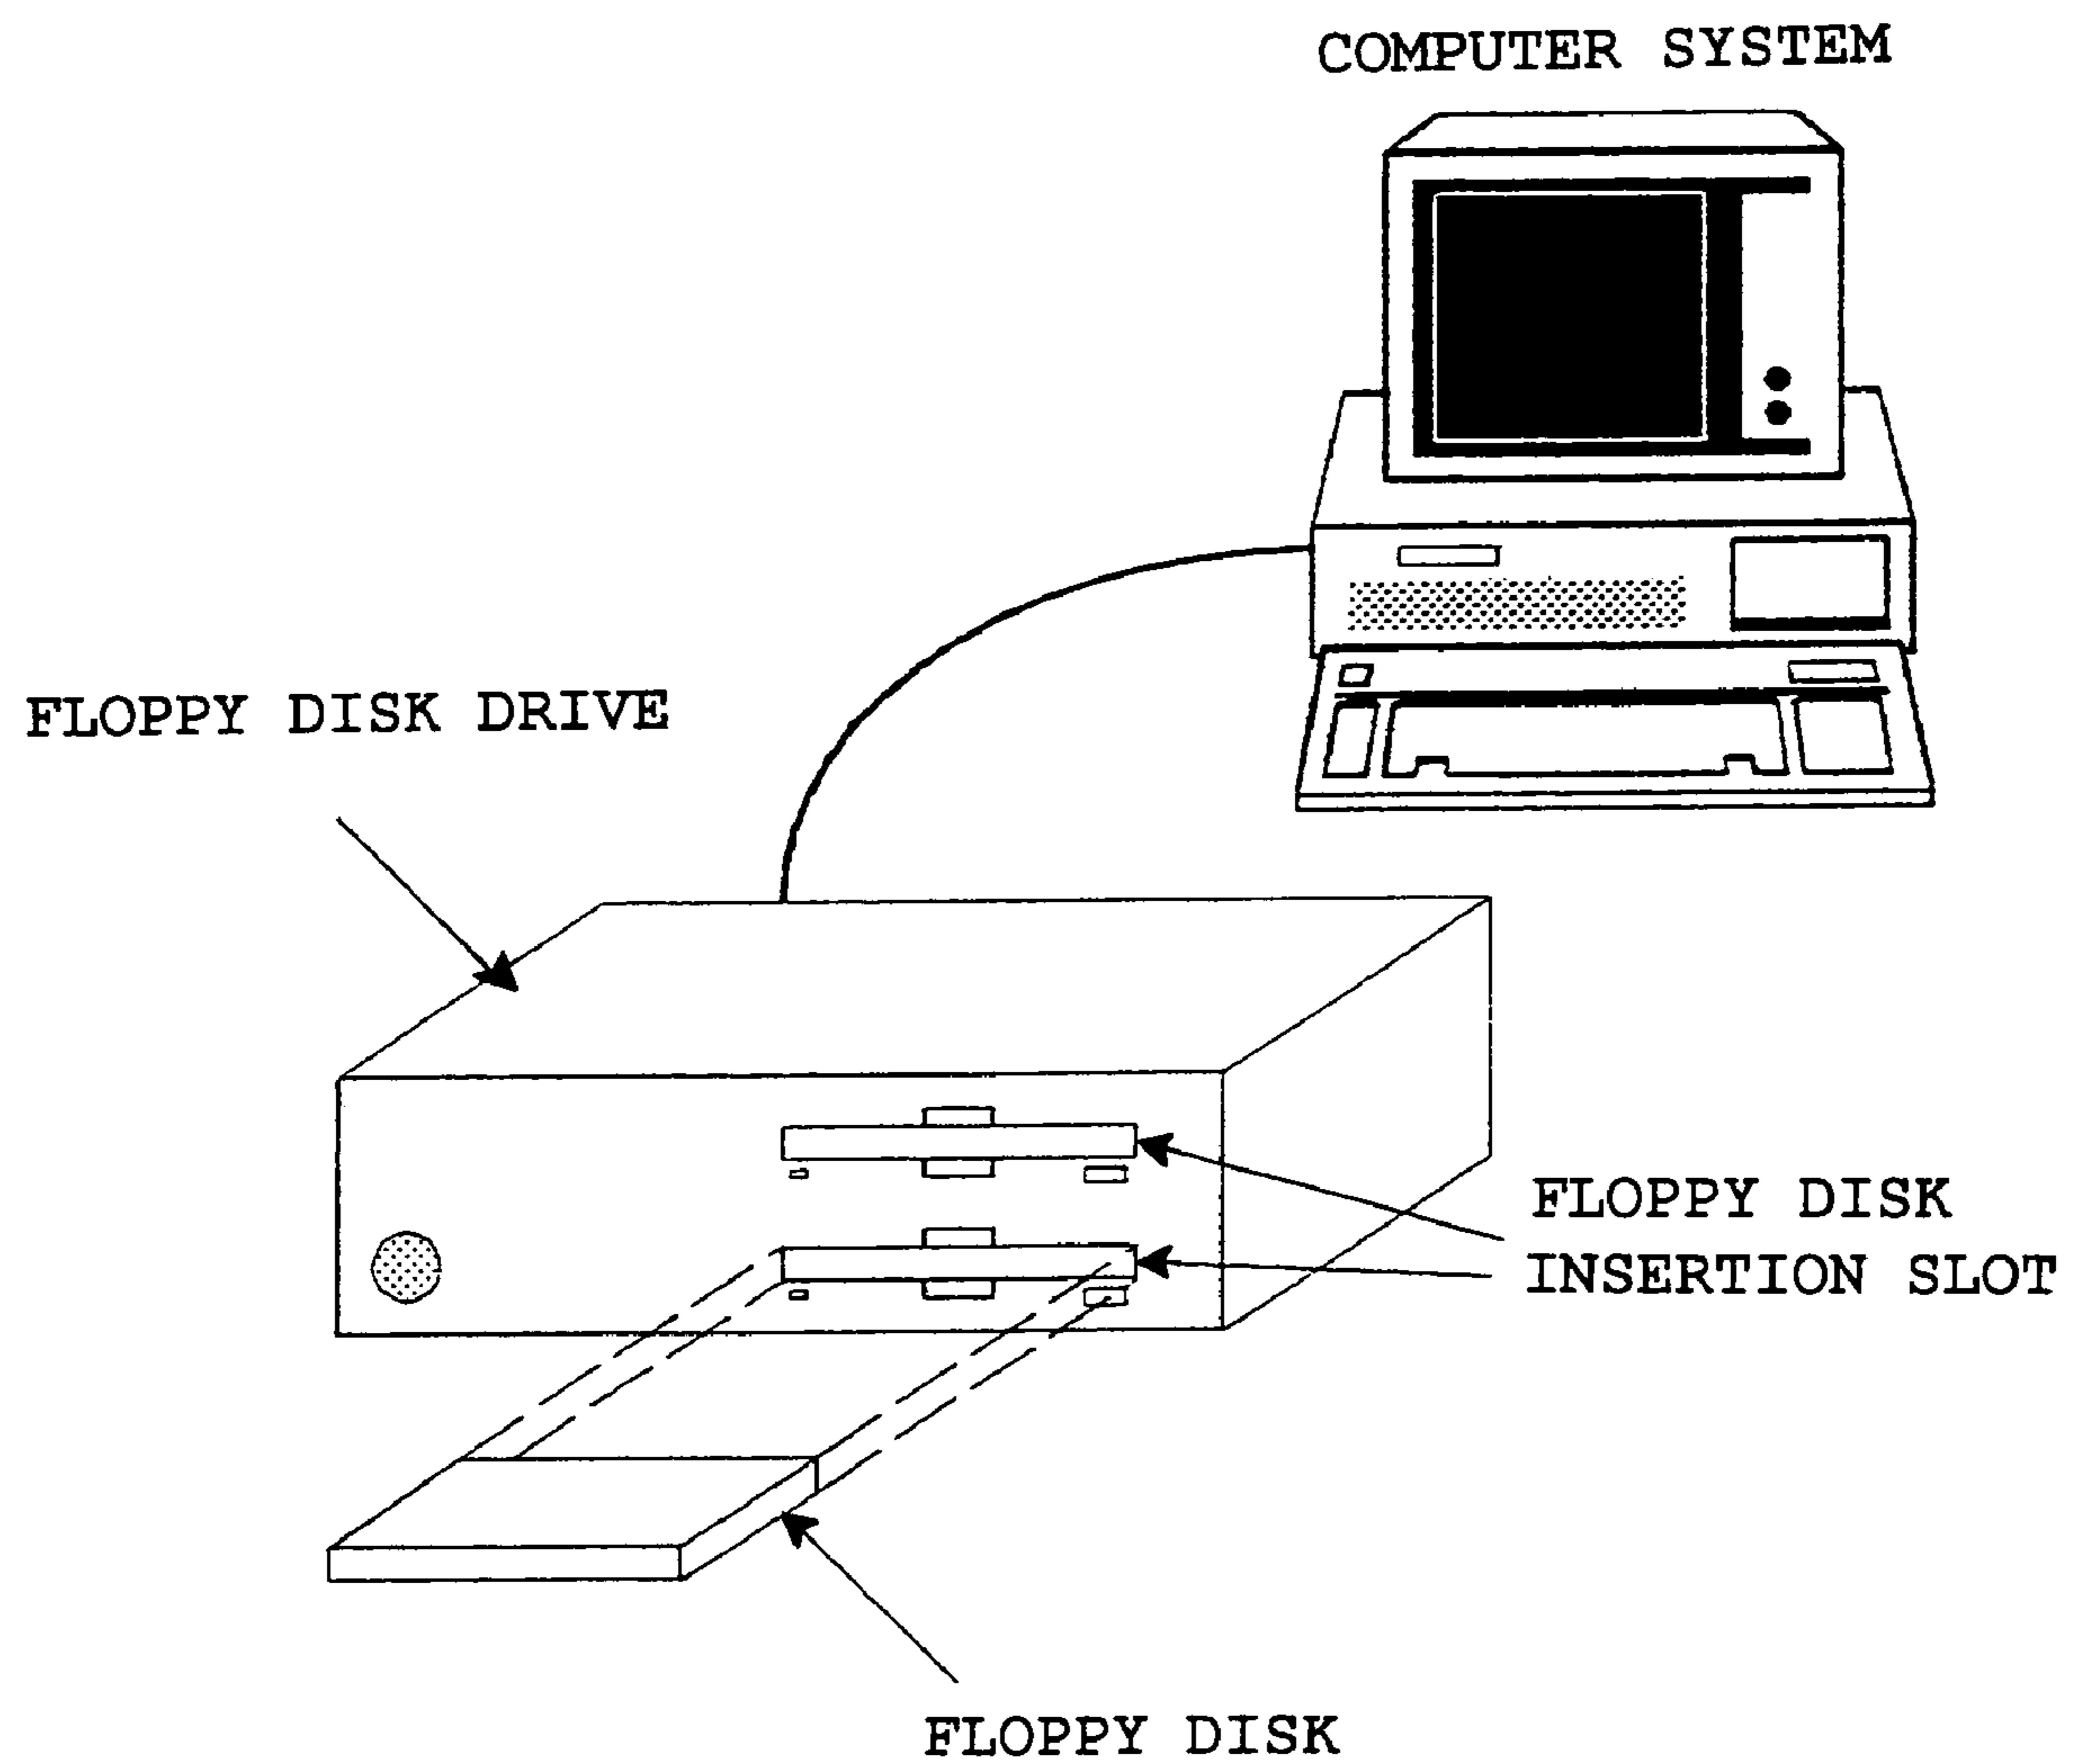 COMPUTER SYSTEM
FLOPPY DISK DRIVE
FLOPPY DISK
INSERTION SLOT
FLOPPY DISK